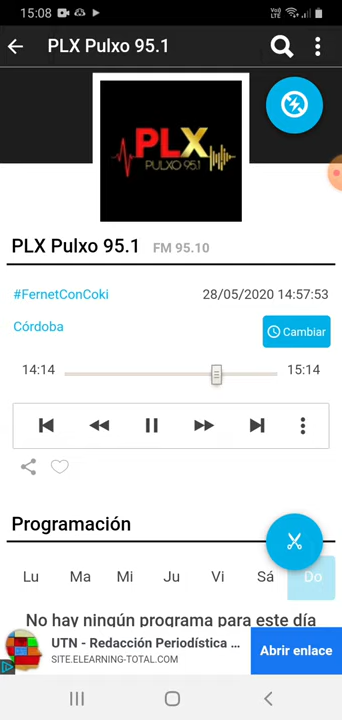 15:08
Vo)) LTE
PLX Pulxo 95.1
PLX
PULXO 95.1
PLX Pulxo 95.1 FM 95.10
#FernetConCoki 28/05/2020 14:57:53
Córdoba Cambiar
14:14 15:14
Programación
Lu Ma Mi Ju Vi Sá Do
No hay ningún programa para este día
UTN - Redacción Periodística ...
SITE.ELEARNING-TOTAL.COM
Abrir enlace